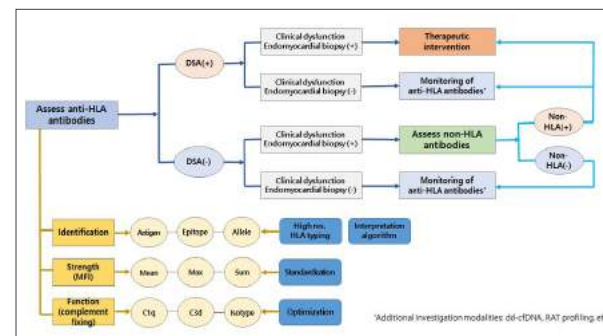 Clinical dysfunction
Endomyocardial biopsy (+)
Therapeutic
intervention
DSA(+)
Clinical dysfunction
Endomyocardial biopsy (-)
Monitoring of
anti-HLA antibodies*
Assess anti-HLA
antibodies
Non-
HLA(+)
Clinical dysfunction
Endomyocardial biopsy (+)
Assess non-HLA
antibodies
DSA(-)
Non-
HLA(-)
Clinical dysfunction
Endomyocardial biopsy (-)
Monitoring of
anti-HLA antibodies*
Identification
Antigen
Epitope
Allele
High res.
HLA typing
Interpretation
algorithm
Strength
(MFI)
Mean
Max
Sum
Standardization
Function
(complement
fixing)
C1q
C3d
Isotype
Optimization
*Additional investigation modalities: dd-cfDNA, RAT profiling, et